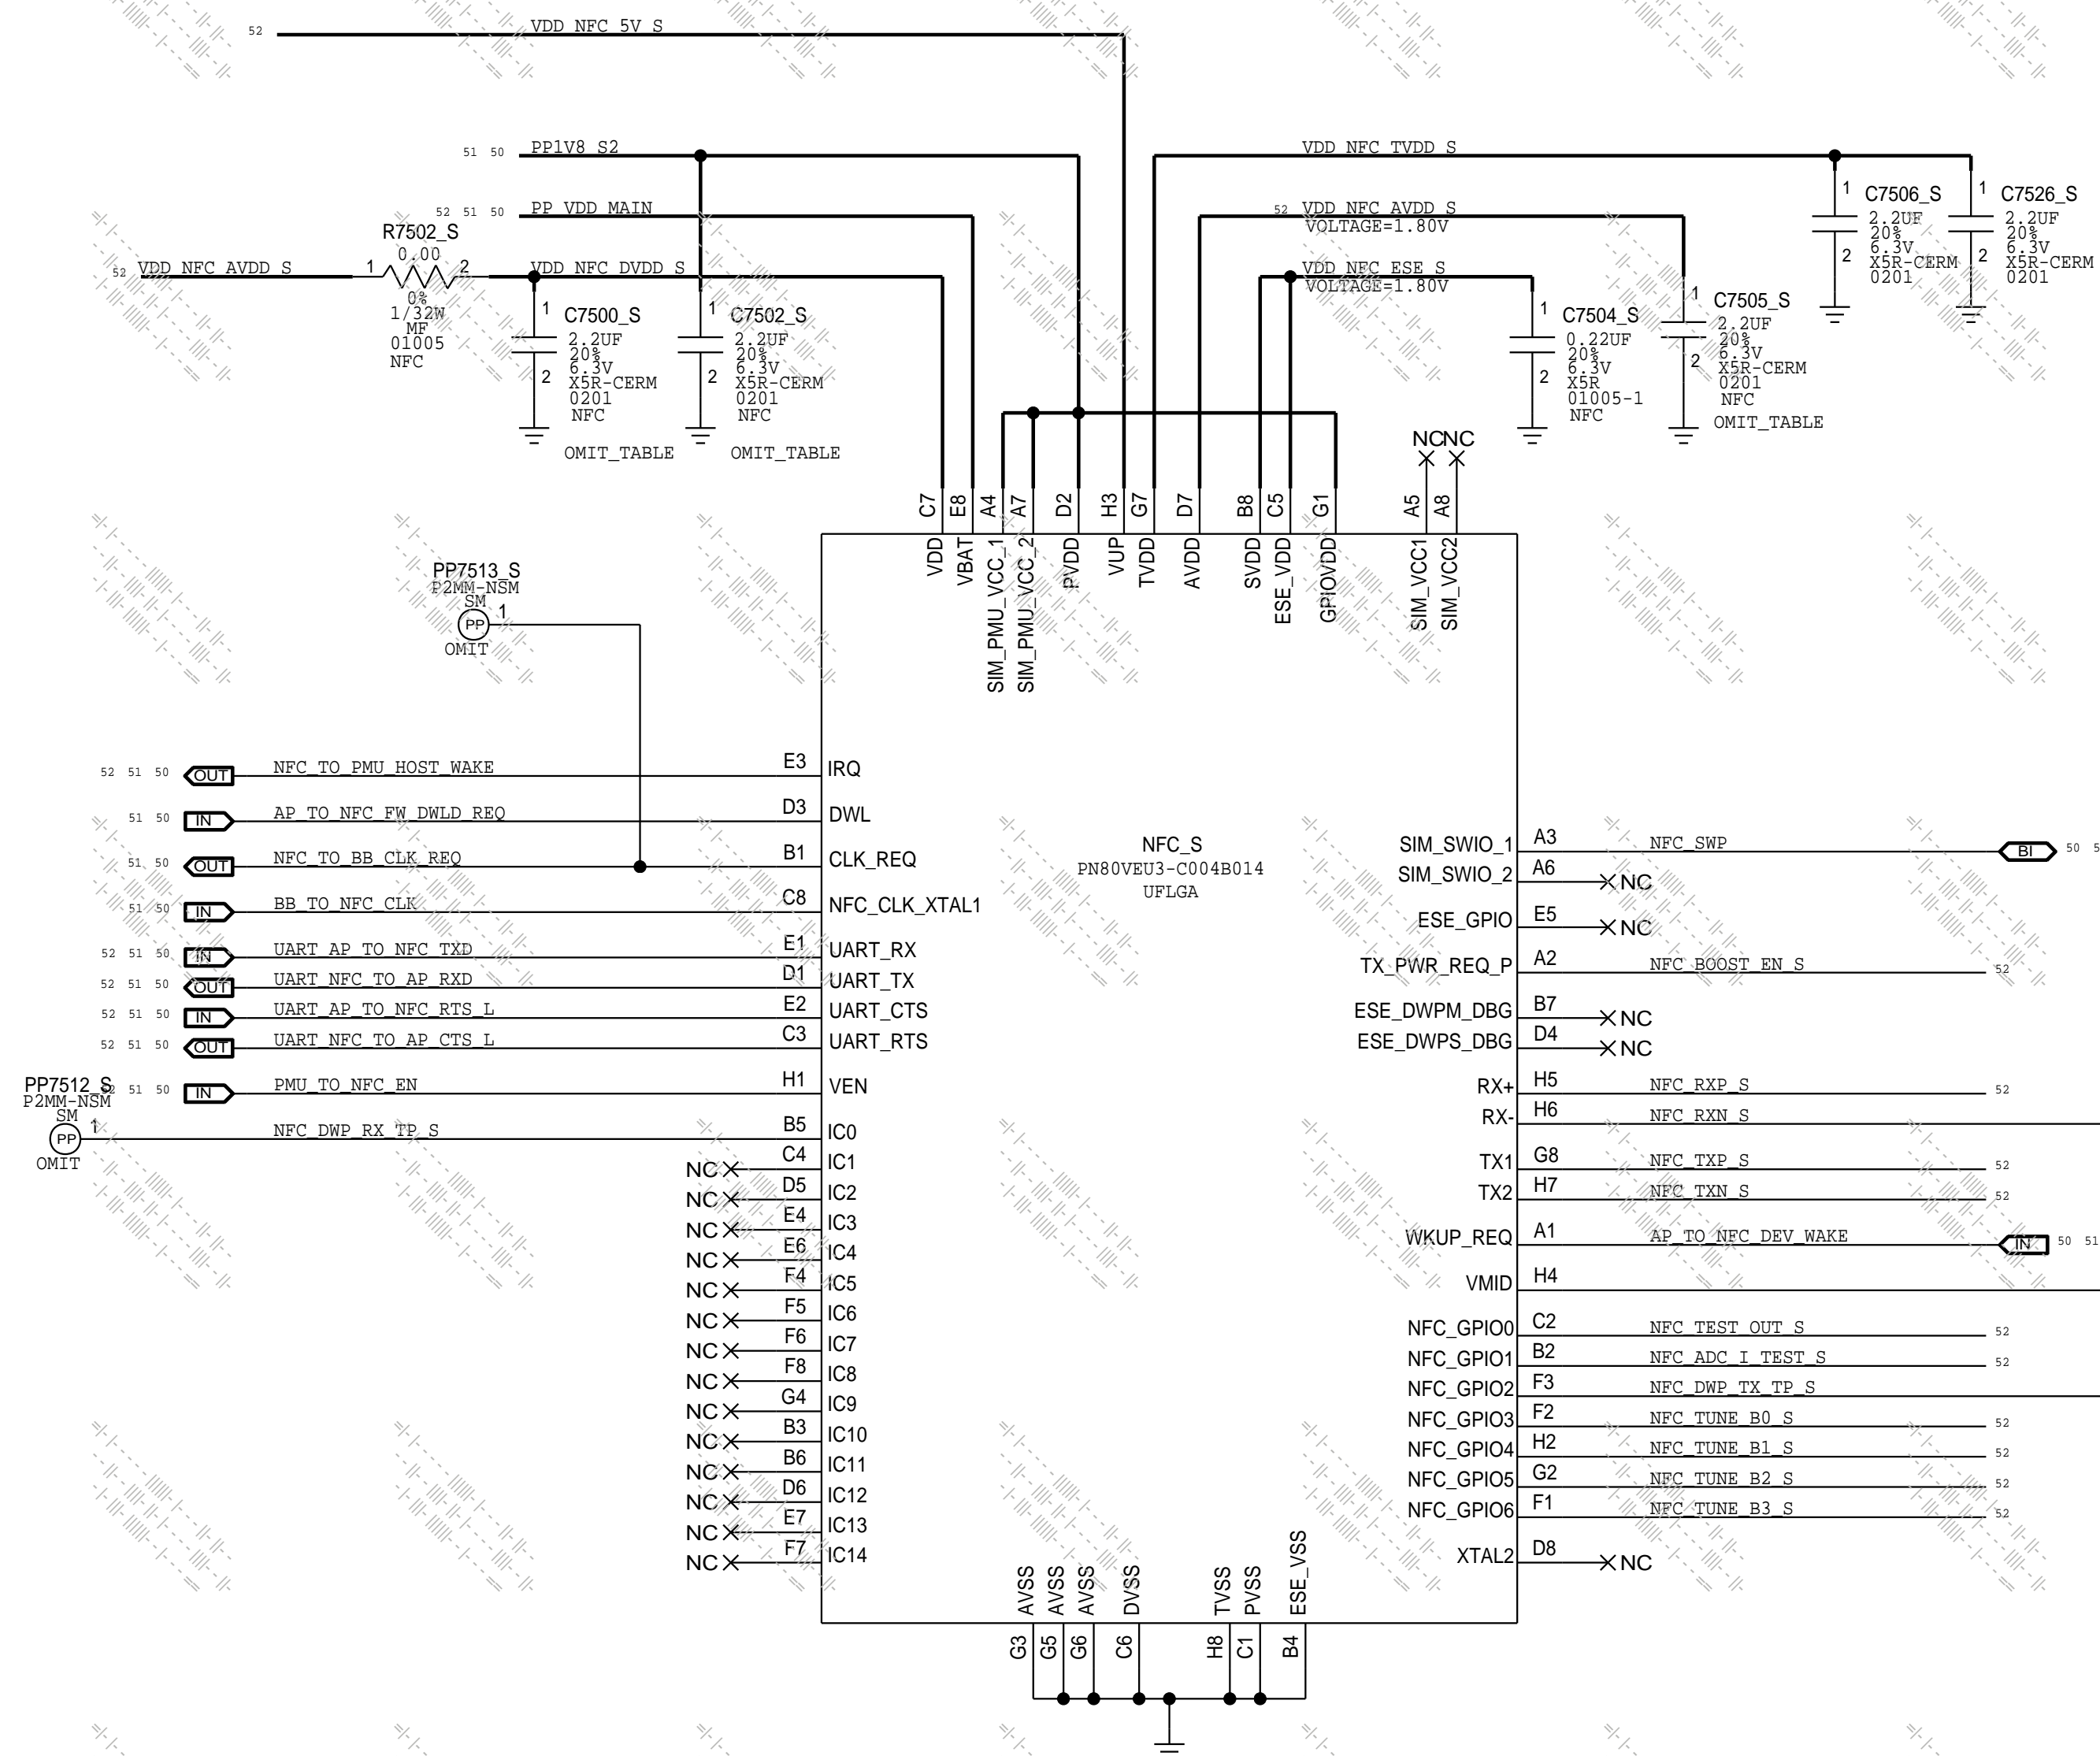 52 VDD_NFC_5V_S
51 50 PP1V8_S2
VDD_NFC_TVDD_S
52 51 50 PP_VDD_MAIN
52 VDD_NFC_AVDD_S
VOLTAGE=1.80V
C7506_S
2.2UF
20%
6.3V
X5R-CERM
0201
1
2
C7526_S
2.2UF
20%
6.3V
X5R-CERM
0201
1
2
R7502_S
0.00
52 VDD_NFC_AVDD_S 1 2 VDD_NFC_DVDD_S
0%
1/32W
MF
01005
NFC
VDD_NFC_ESE_S
VOLTAGE=1.80V
1
C7500_S
2.2UF
20%
6.3V
2
X5R-CERM
0201
NFC
OMIT_TABLE
1
C7502_S
2.2UF
20%
6.3V
2
X5R-CERM
0201
NFC
OMIT_TABLE
1
C7504_S
0.22UF
20%
6.3V
2
X5R
01005-1
NFC
1
C7505_S
2.2UF
20%
6.3V
2
X5R-CERM
0201
NFC
OMIT_TABLE
NC NC
C7 E8 A4 A7 D2 H3 G7 D7 B8 C5 G1 A5 A8
VDD VBAT SIM_PMU_VCC_1 SIM_PMU_VCC_2 PVDD VUP TVDD AVDD SVDD ESE_VDD GPIOVDD SIM_VCC1 SIM_VCC2
PP7513_S
P2MM-NSM
SM
PP 1
OMIT
52 51 50 OUT NFC_TO_PMU_HOST_WAKE E3 IRQ
51 50 IN AP_TO_NFC_FW_DWLD_REQ D3 DWL
51 50 OUT NFC_TO_BB_CLK_REQ B1 CLK_REQ
51 50 IN BB_TO_NFC_CLK C8 NFC_CLK_XTAL1
52 51 50 IN UART_AP_TO_NFC_TXD E1 UART_RX
52 51 50 OUT UART_NFC_TO_AP_RXD D1 UART_TX
52 51 50 IN UART_AP_TO_NFC_RTS_L E2 UART_CTS
52 51 50 OUT UART_NFC_TO_AP_CTS_L C3 UART_RTS
52 51 50 IN PMU_TO_NFC_EN H1 VEN
PP7512_S
P2MM-NSM
SM
PP 1 NFC_DWP_RX_TP_S B5 IC0
OMIT
NC C4 IC1
NC D5 IC2
NC E4 IC3
NC E6 IC4
NC F4 IC5
NC F5 IC6
NC F6 IC7
NC F8 IC8
NC G4 IC9
NC B3 IC10
NC B6 IC11
NC D6 IC12
NC E7 IC13
NC F7 IC14
NFC_S
PN80VEU3-C004B014
UFLGA
SIM_SWIO_1 A3 NFC_SWP BI 50
SIM_SWIO_2 A6 NC
ESE_GPIO E5 NC
TX_PWR_REQ_P A2 NFC_BOOST_EN_S 52
ESE_DWPM_DBG B7 NC
ESE_DWPS_DBG D4 NC
RX+ H5 NFC_RXP_S 52
RX- H6 NFC_RXN_S
TX1 G8 NFC_TXP_S 52
TX2 H7 NFC_TXN_S 52
WKUP_REQ A1 AP_TO_NFC_DEV_WAKE IN 50 51
VMID H4
NFC_GPIO0 C2 NFC_TEST_OUT_S 52
NFC_GPIO1 B2 NFC_ADC_I_TEST_S 52
NFC_GPIO2 F3 NFC_DWP_TX_TP_S
NFC_GPIO3 F2 NFC_TUNE_B0_S 52
NFC_GPIO4 H2 NFC_TUNE_B1_S 52
NFC_GPIO5 G2 NFC_TUNE_B2_S 52
NFC_GPIO6 F1 NFC_TUNE_B3_S 52
XTAL2 D8 NC
AVSS AVSS AVSS DVSS TVSS PVSS ESE_VSS
G3 G5 G6 C6 H8 C1 B4